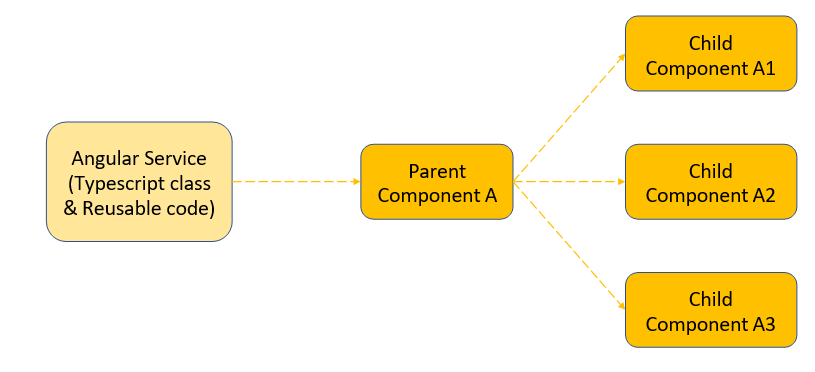 Angular Service
(Typescript class
& Reusable code)
Parent
Component A
Child
Component A1
Child
Component A2
Child
Component A3